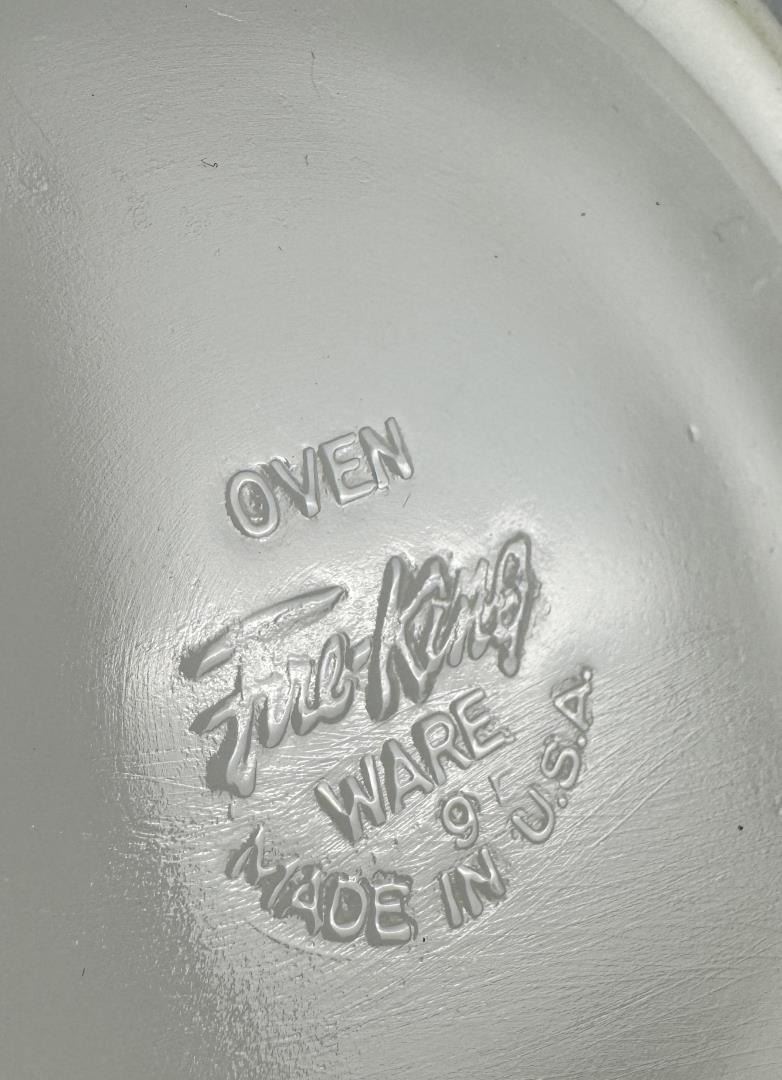 OVEN
Fire-King
WARE
9
MADE IN U.S.A.